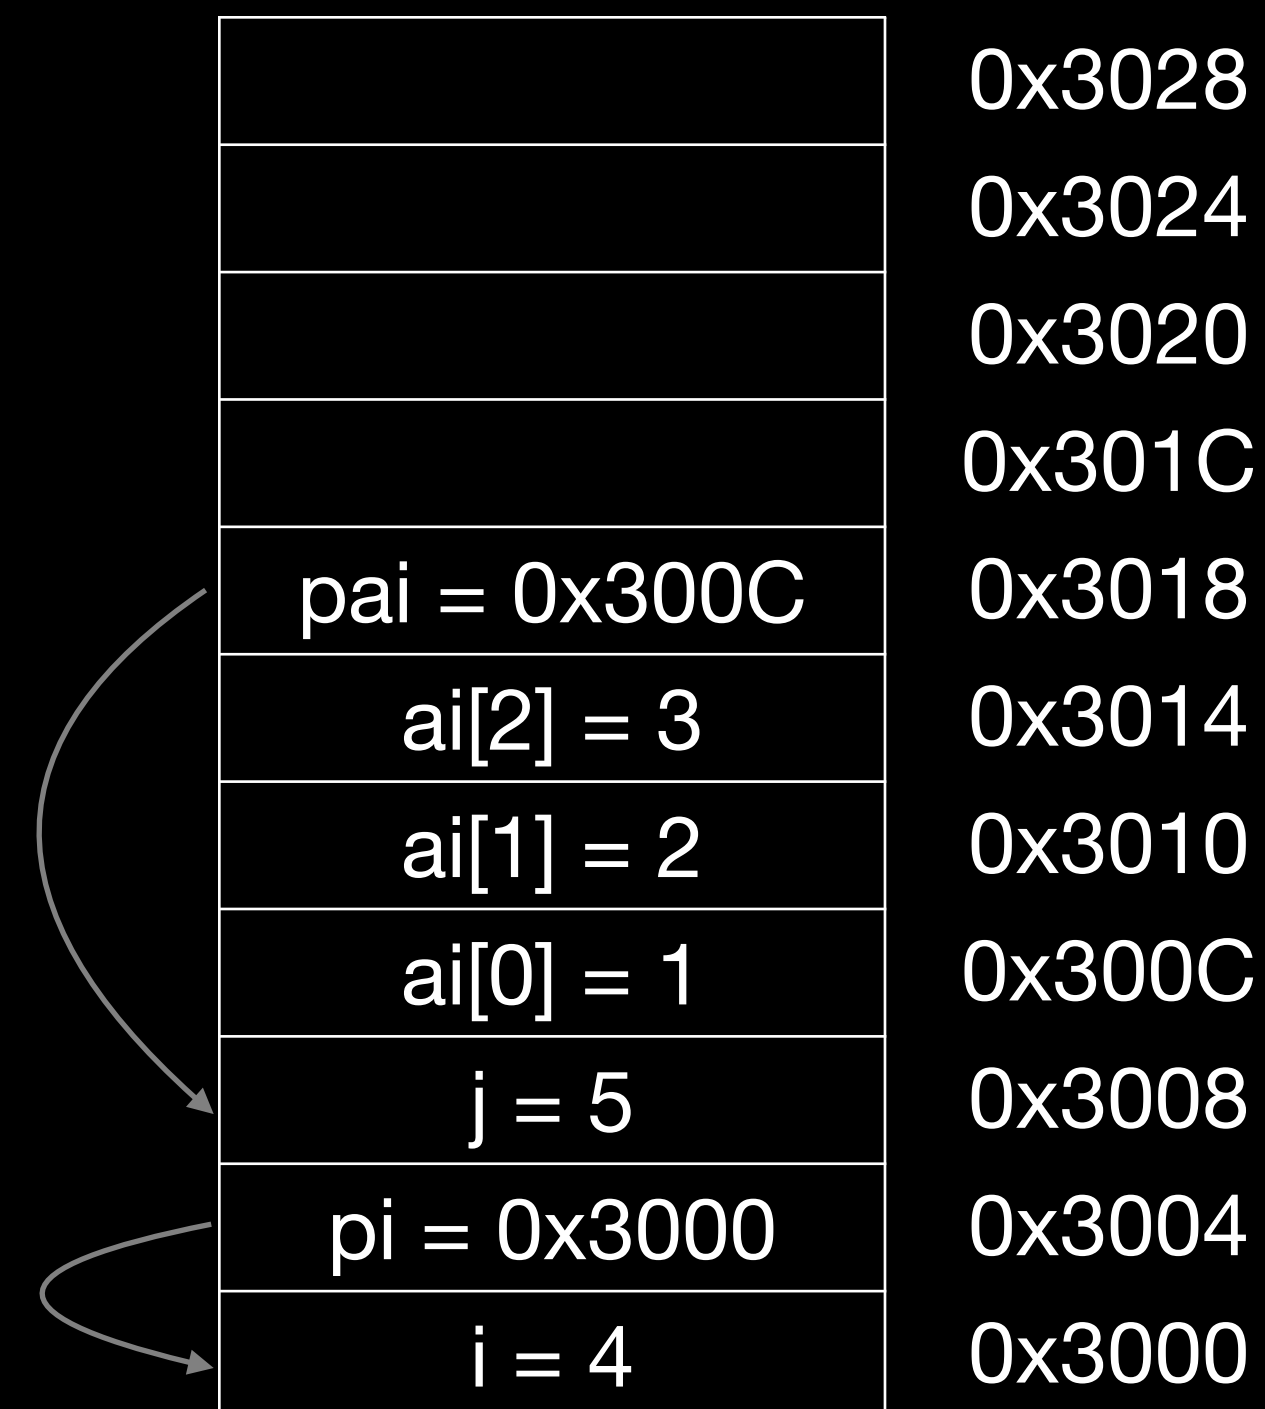 0x3028
0x3024
0x3020
0x301C
pai = 0x300C 0x3018
ai[2] = 3 0x3014
ai[1] = 2 0x3010
ai[0] = 1 0x300C
j = 5 0x3008
pi = 0x3000 0x3004
i = 4 0x3000